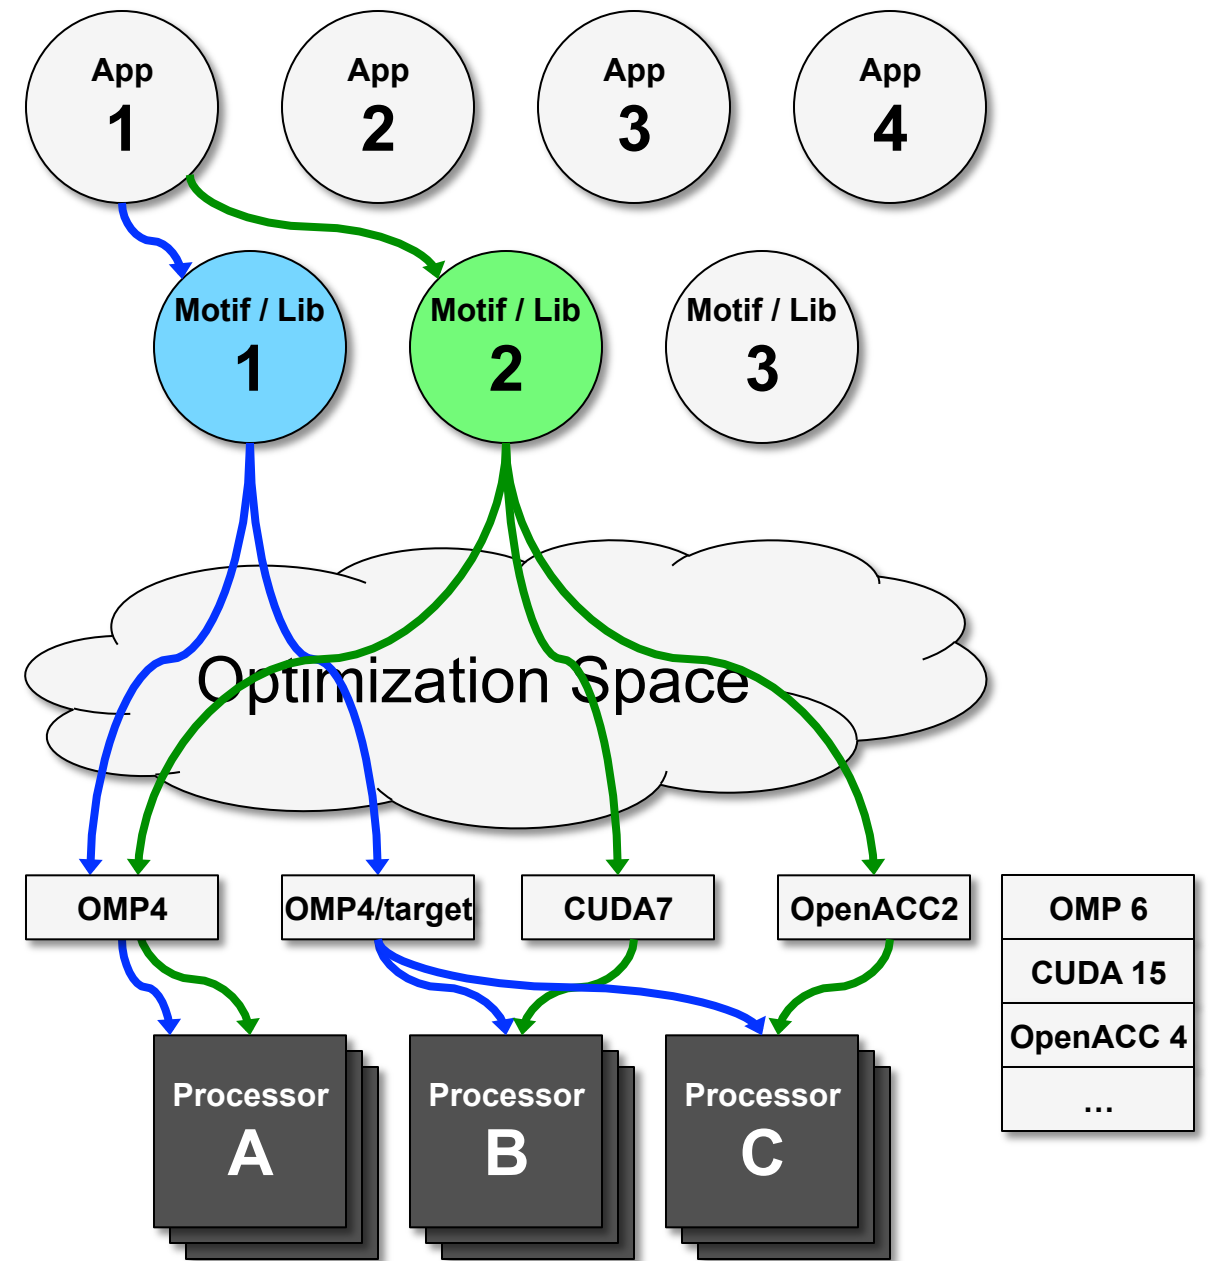 App
1
App
2
App
3
App
4
Motif / Lib
1
Motif / Lib
2
Motif / Lib
3
Optimization Space
OMP4
OMP4/target
CUDA7
OpenACC2
OMP 6
CUDA 15
OpenACC 4
...
Processor
A
Processor
B
Processor
C